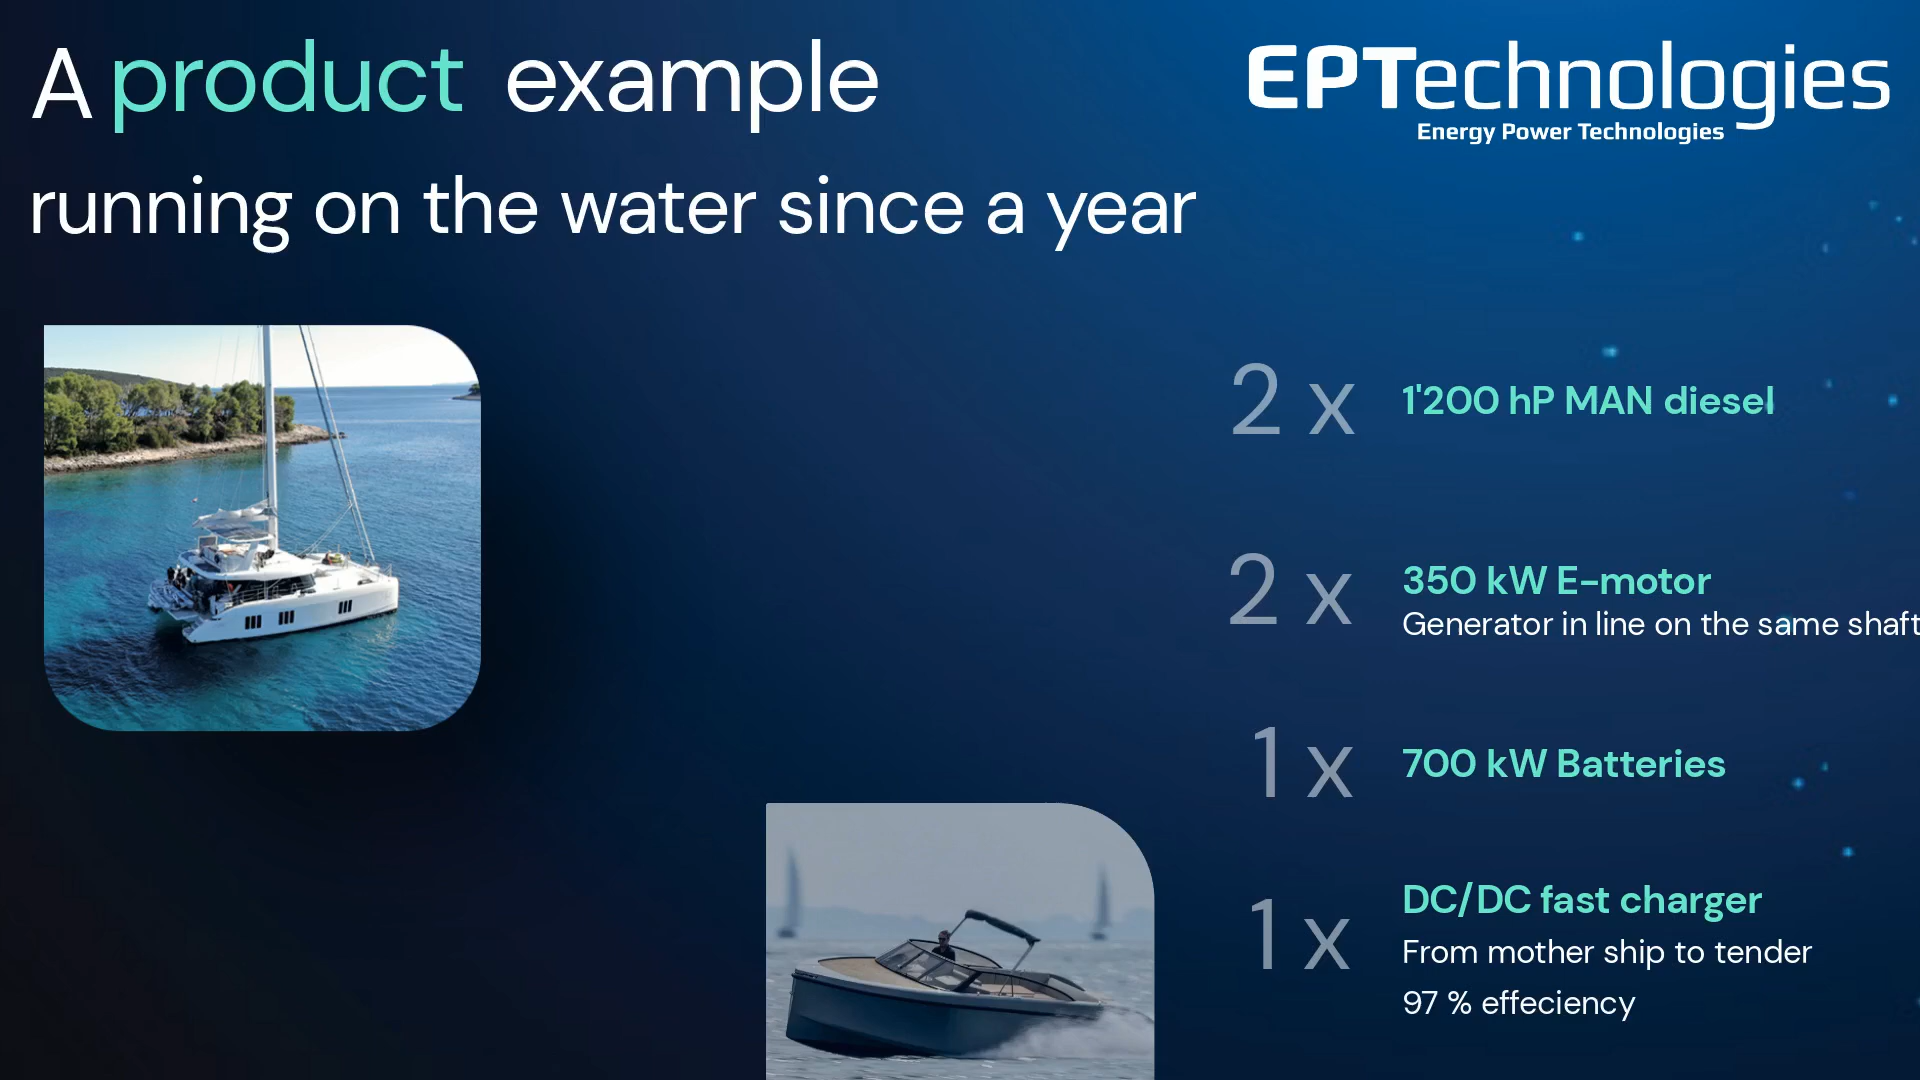 A product example
EPTechnologies
Energy Power Technologies
running on the water since a year
2 x 1'200 hP MAN diesel
2 x 350 kW E-motor
Generator in line on the same shaft
1 x 700 kW Batteries
1 x DC/DC fast charger
From mother ship to tender
97 % effeciency